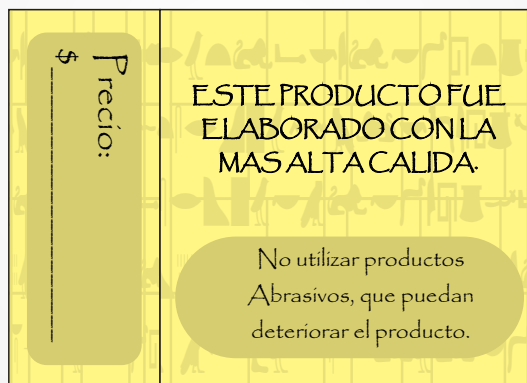 Precio:
$ ______________________
ESTE PRODUCTO FUE
ELABORADO CON LA
MAS ALTA CALIDA.
No utilizar productos
Abrasivos, que puedan
deteriorar el producto.